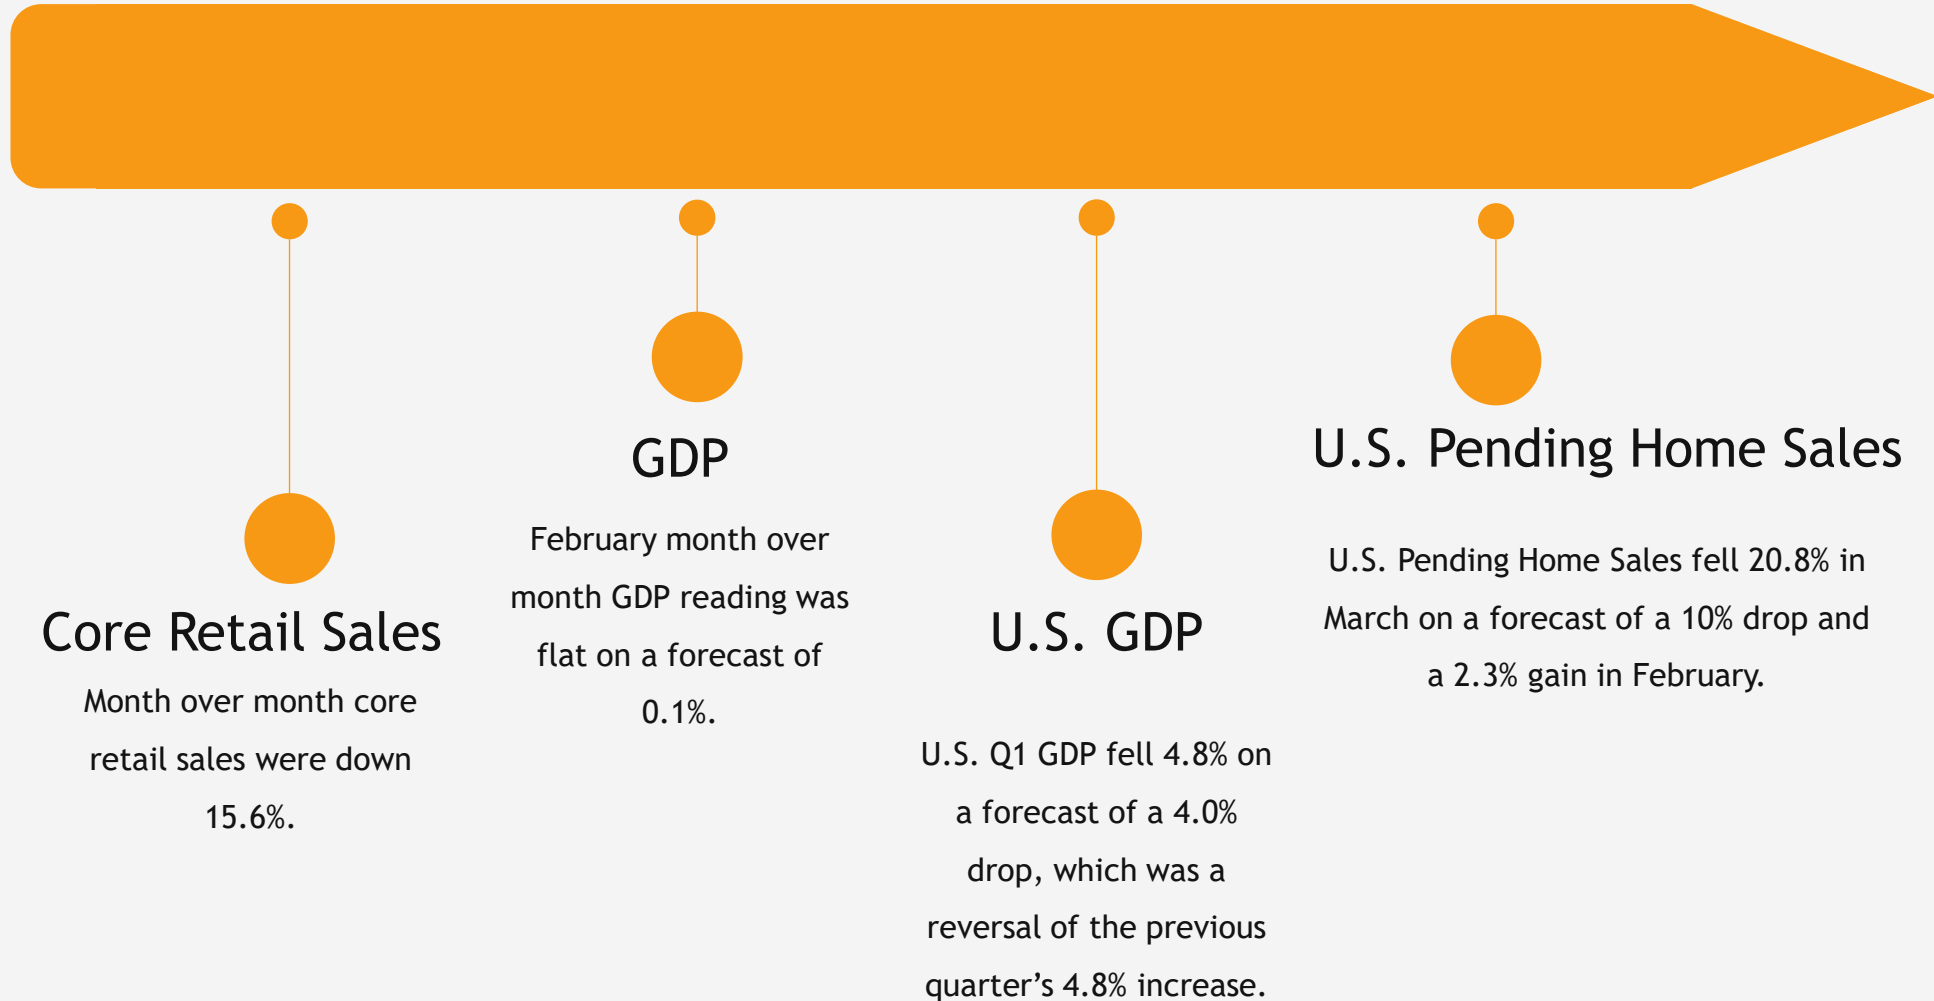 Core Retail Sales
Month over month core
retail sales were down
15.6%.
GDP
February month over
month GDP reading was
flat on a forecast of
0.1%.
U.S. GDP
U.S. Q1 GDP fell 4.8% on
a forecast of a 4.0%
drop, which was a
reversal of the previous
quarter’s 4.8% increase.
U.S. Pending Home Sales
U.S. Pending Home Sales fell 20.8% in
March on a forecast of a 10% drop and
a 2.3% gain in February.